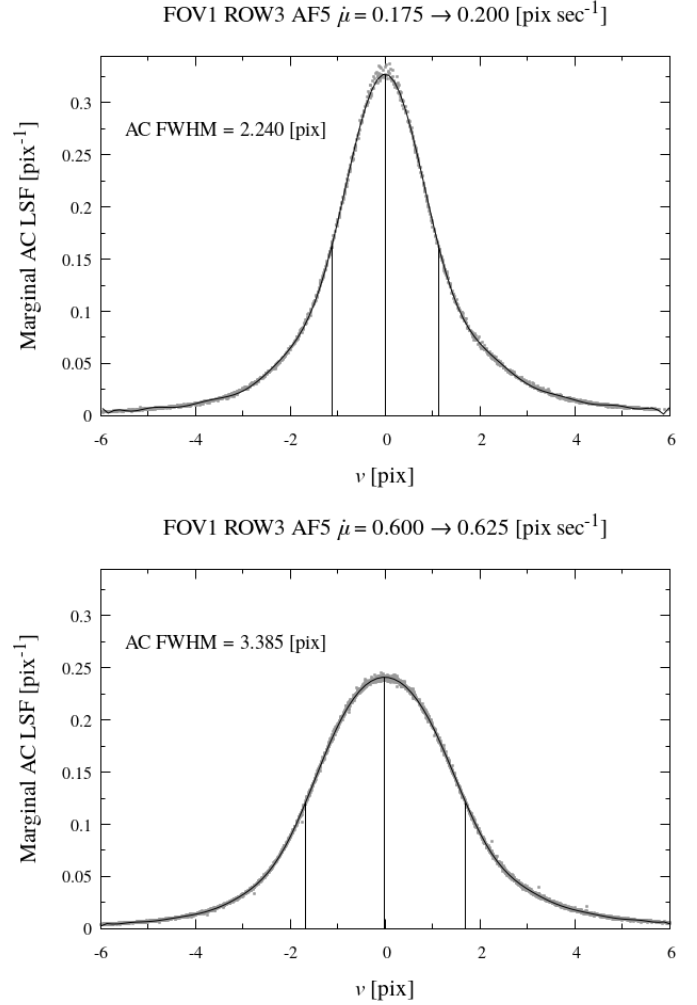 FOV1 ROW3 AF5 μ̇ = 0.175 → 0.200 [pix sec⁻¹]
0.3
AC FWHM = 2.240 [pix]
0.25
0.2
0.15
0.1
0.05
0
Marginal AC LSF [pix⁻¹]
-6 -4 -2 0 2 4 6
v [pix]
FOV1 ROW3 AF5 μ̇ = 0.600 → 0.625 [pix sec⁻¹]
0.3
AC FWHM = 3.385 [pix]
0.25
0.2
0.15
0.1
0.05
0
Marginal AC LSF [pix⁻¹]
-6 -4 -2 0 2 4 6
v [pix]